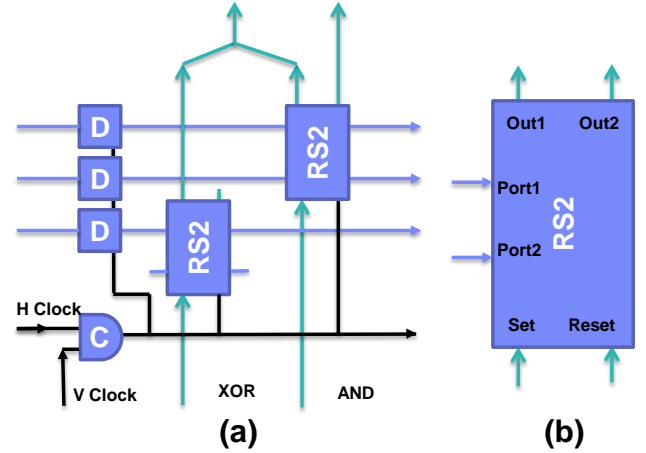 D
Out1 Out2
RS2
D
Port1
D
RS2
RS2
Port2
H Clock
C
Set Reset
V Clock
XOR
AND
(a)
(b)